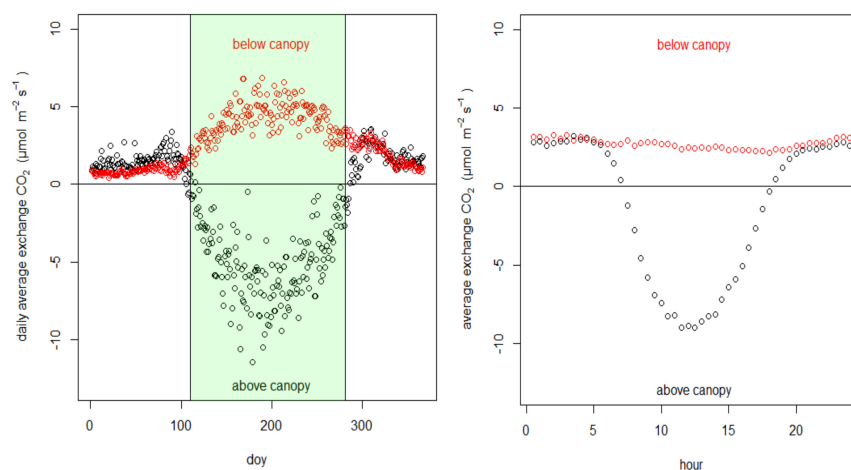 daily average exchange CO₂ (µmol m⁻² s⁻¹)
10
5
0
-5
-10
below canopy
above canopy
0
100
200
300
doy
average exchange CO₂ (µmol m⁻² s⁻¹)
10
5
0
-5
-10
below canopy
above canopy
0
5
10
15
20
hour